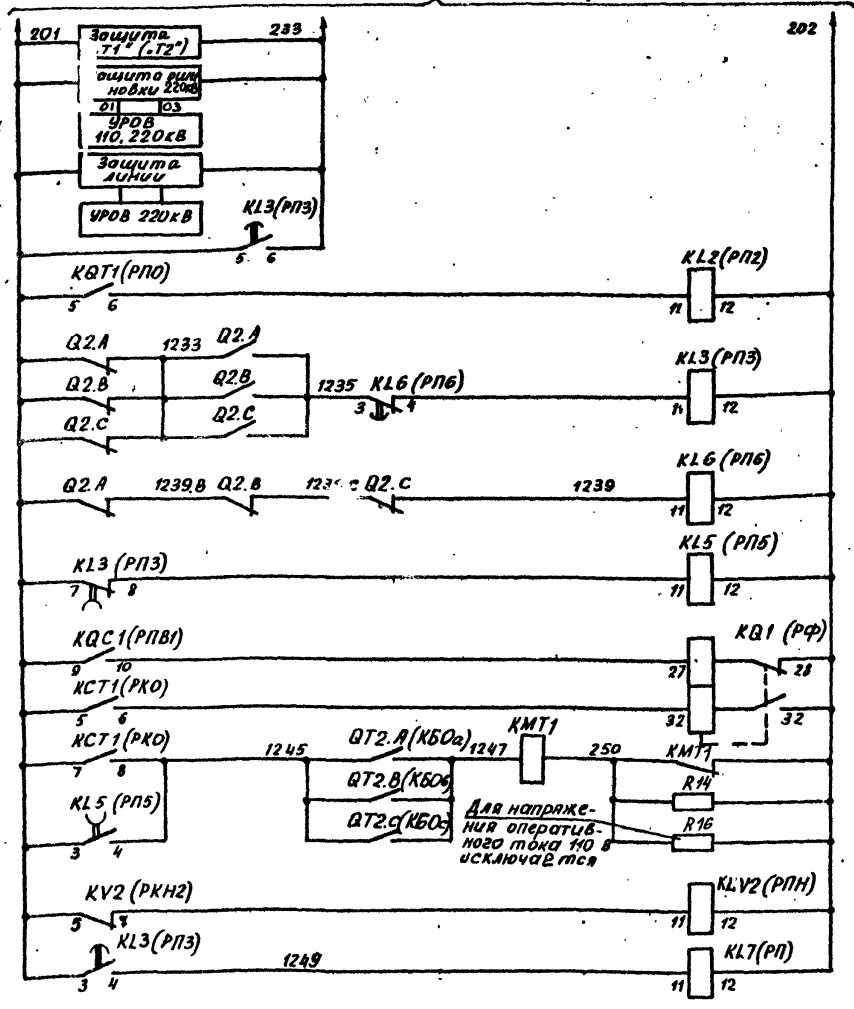 201
233
202
Защита
„Т1" („Т2")
ошиновки 220кВ
01 03
УРОВ
110, 220кВ
Защита
линии
УРОВ 220кВ
KL3(РП3)
5 6
KQT1(РПО)
5 6
KL2(РП2)
11 12
Q2.A
1233
Q2.A
Q2.B
Q2.B
Q2.C
Q2.C
1235
KL6(РП6)
3 4
KL3(РП3)
11 12
Q2.A
1239.B
Q2.B
Q2.C
1239
KL6(РП6)
11 12
KL3(РП3)
7 8
KL5(РП5)
11 12
KQC1(РПВ1)
9 10
KQ1(РФ)
27 28
KCT1(РКО)
5 6
32 32
KCT1(РКО)
7 8
1245
QT2.A(КБОа)
1247
KMT1
250
KMT1
QT2.B(КБОб)
R14
KL5(РП5)
3 4
QT2.C(КБОс)
R16
Для напряже-
ния оператив-
ного тока 110 В
исключается
KV2(РКН2)
5 7
KLV2(РПН)
11 12
KL3(РП3)
3 4
1249
KL7(РП)
11 12